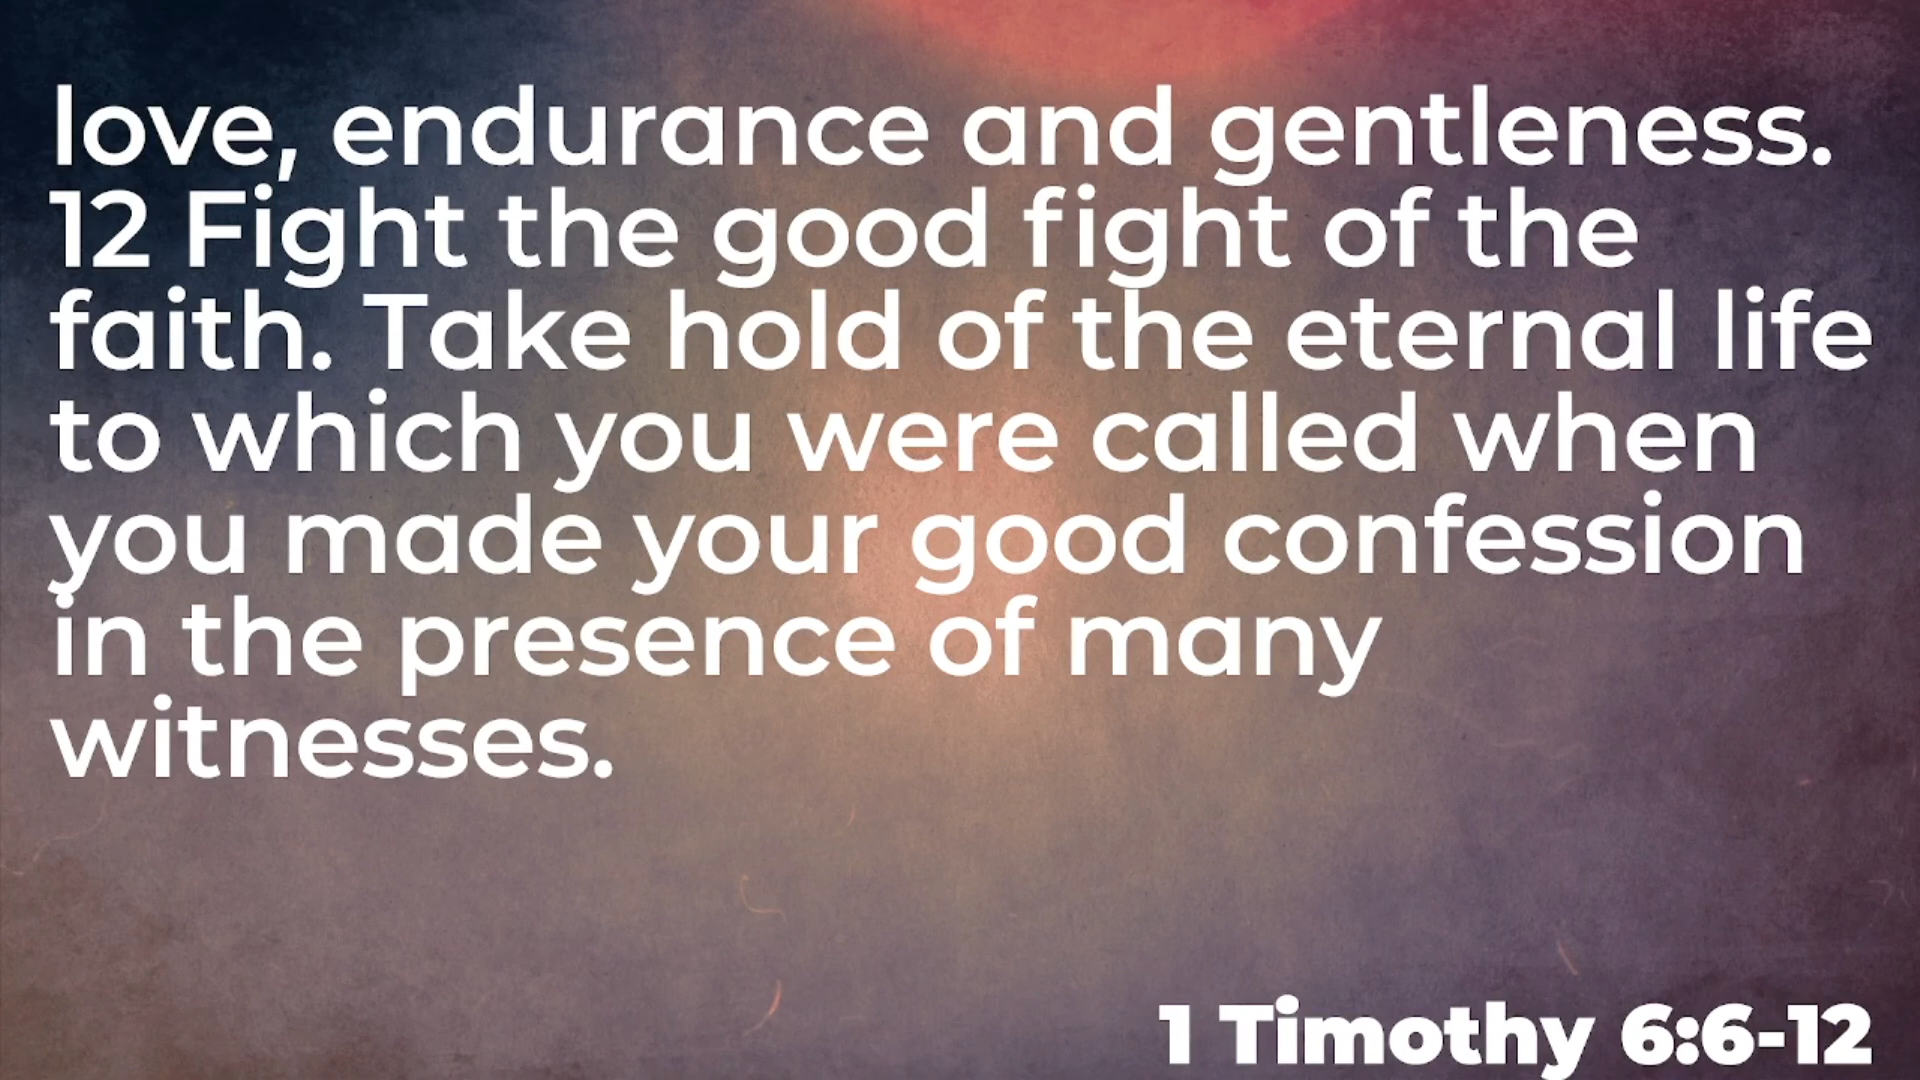 love, endurance and gentleness.
12 Fight the good fight of the
faith. Take hold of the eternal life
to which you were called when
you made your good confession
in the presence of many
witnesses.
1 Timothy 6:6-12